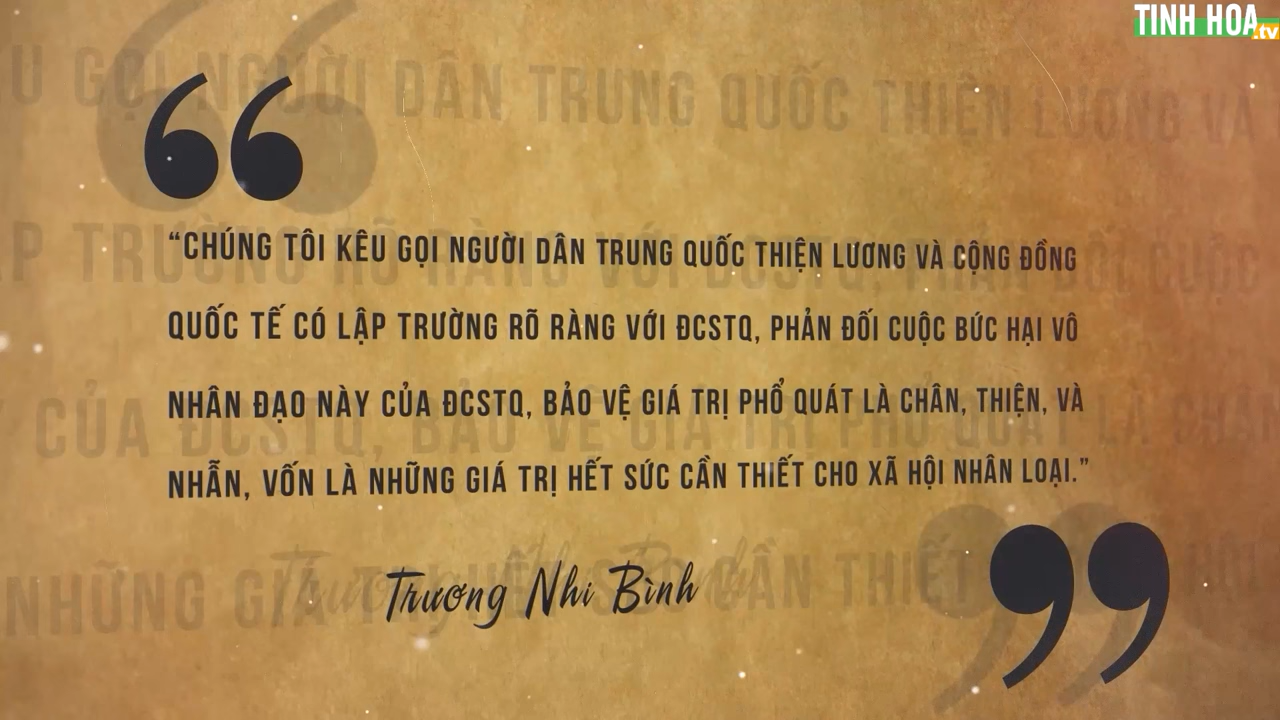 TINH HOA
.tv
“CHÚNG TÔI KÊU GỌI NGƯỜI DÂN TRUNG QUỐC THIỆN LƯƠNG VÀ CỘNG ĐỒNG
QUỐC TẾ CÓ LẬP TRƯỜNG RÕ RÀNG VỚI ĐCSTQ, PHẢN ĐỐI CUỘC BỨC HẠI VÔ
NHÂN ĐẠO NÀY CỦA ĐCSTQ, BẢO VỆ GIÁ TRỊ PHỔ QUÁT LÀ CHÂN, THIỆN, VÀ
NHẪN, VỐN LÀ NHỮNG GIÁ TRỊ HẾT SỨC CẦN THIẾT CHO XÃ HỘI NHÂN LOẠI.”
Trương Nhi Bình